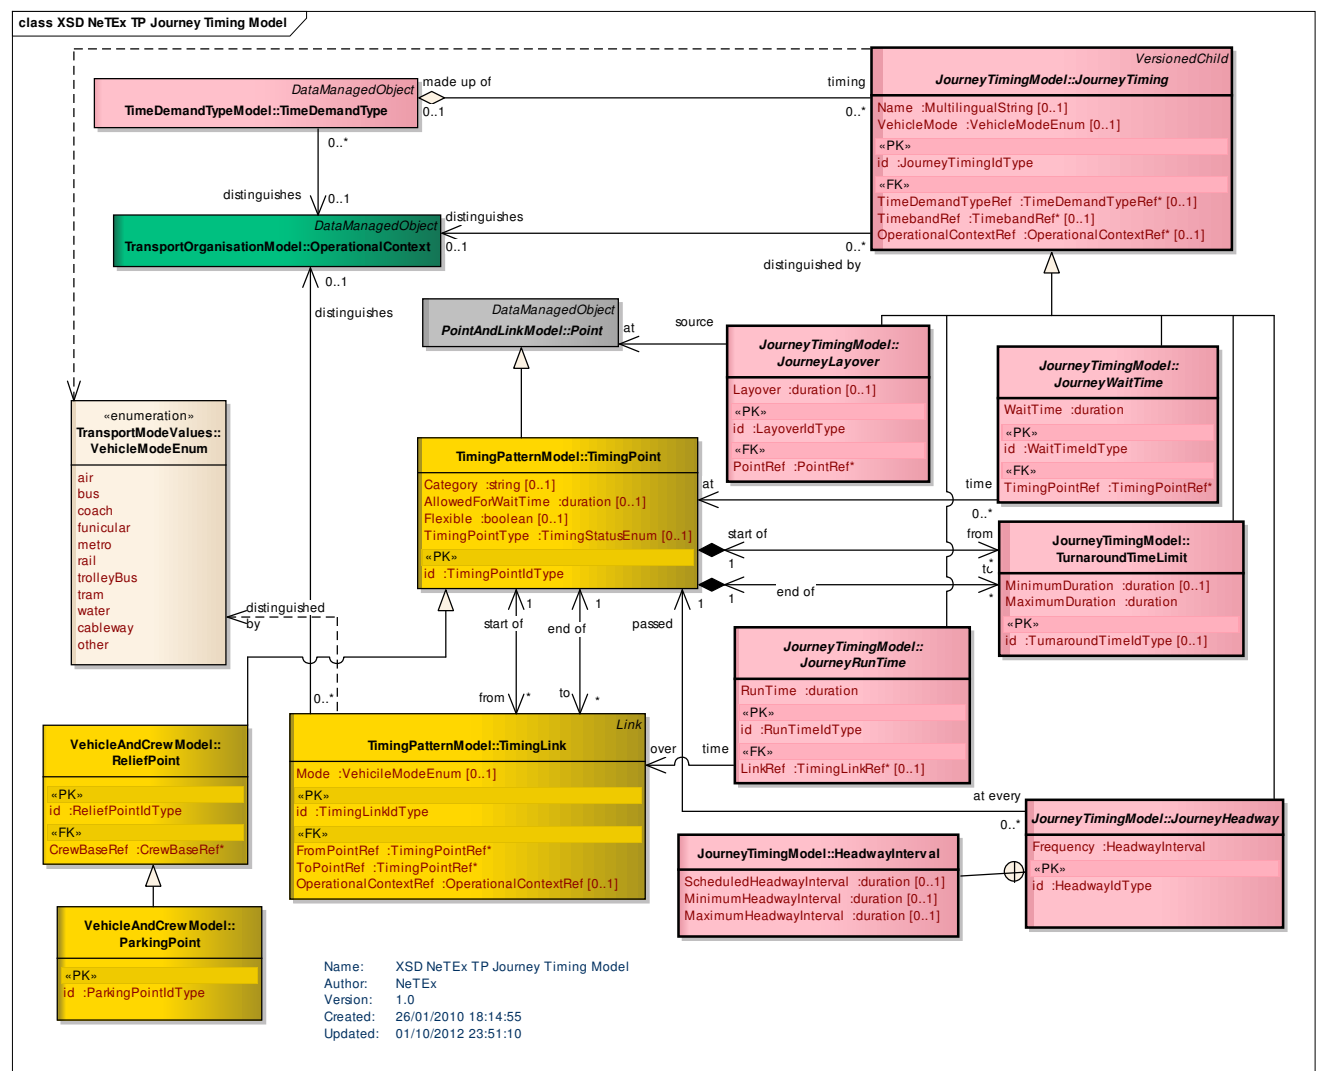 class XSD NeTEx TP Journey Timing Model
VersionedChild
JourneyTimingModel::JourneyTiming
Name :MultilingualString [0..1]
VehicleMode :VehicleModeEnum [0..1]
«PK»
id :JourneyTimingIdType
«FK»
TimeDemandTypeRef :TimeDemandTypeRef* [0..1]
TimebandRef :TimebandRef* [0..1]
OperationalContextRef :OperationalContextRef* [0..1]
DataManagedObject
TimeDemandTypeModel::TimeDemandType
made up of
0..1
timing
0..*
0..*
distinguishes
0..1
DataManagedObject
TransportOrganisationModel::OperationalContext
distinguishes
0..1
0..*
distinguished by
0..1
distinguishes
DataManagedObject
PointAndLinkModel::Point
at
source
JourneyTimingModel::
JourneyLayover
Layover :duration [0..1]
«PK»
id :LayoverIdType
«FK»
PointRef :PointRef*
JourneyTimingModel::
JourneyWaitTime
WaitTime :duration
«PK»
id :WaitTimeIdType
«FK»
TimingPointRef :TimingPointRef*
«enumeration»
TransportModeValues::
VehicleModeEnum
air
bus
coach
funicular
metro
rail
trolleyBus
tram
water
cableway
other
TimingPatternModel::TimingPoint
Category :string [0..1]
AllowedForWaitTime :duration [0..1]
Flexible :boolean [0..1]
TimingPointType :TimingStatusEnum [0..1]
«PK»
id :TimingPointIdType
at
time
0..*
start of
1
from
*
end of
1
to
*
JourneyTimingModel::
TurnaroundTimeLimit
MinimumDuration :duration [0..1]
MaximumDuration :duration
«PK»
id :TurnaroundTimeIdType [0..1]
distinguished
by
1
start of
1
end of
1
passed
from
*
to
*
0..*
JourneyTimingModel::
JourneyRunTime
RunTime :duration
«PK»
id :RunTimeIdType
«FK»
LinkRef :TimingLinkRef* [0..1]
over
time
VehicleAndCrewModel::
ReliefPoint
«PK»
id :ReliefPointIdType
«FK»
CrewBaseRef :CrewBaseRef*
Link
TimingPatternModel::TimingLink
Mode :VehicileModeEnum [0..1]
«PK»
id :TimingLinkIdType
«FK»
FromPointRef :TimingPointRef*
ToPointRef :TimingPointRef*
OperationalContextRef :OperationalContextRef [0..1]
at every
0..*
JourneyTimingModel::JourneyHeadway
Frequency :HeadwayInterval
«PK»
id :HeadwayIdType
JourneyTimingModel::HeadwayInterval
ScheduledHeadwayInterval :duration [0..1]
MinimumHeadwayInterval :duration [0..1]
MaximumHeadwayInterval :duration [0..1]
VehicleAndCrewModel::
ParkingPoint
«PK»
id :ParkingPointIdType
Name: XSD NeTEx TP Journey Timing Model
Author: NeTEx
Version: 1.0
Created: 26/01/2010 18:14:55
Updated: 01/10/2012 23:51:10